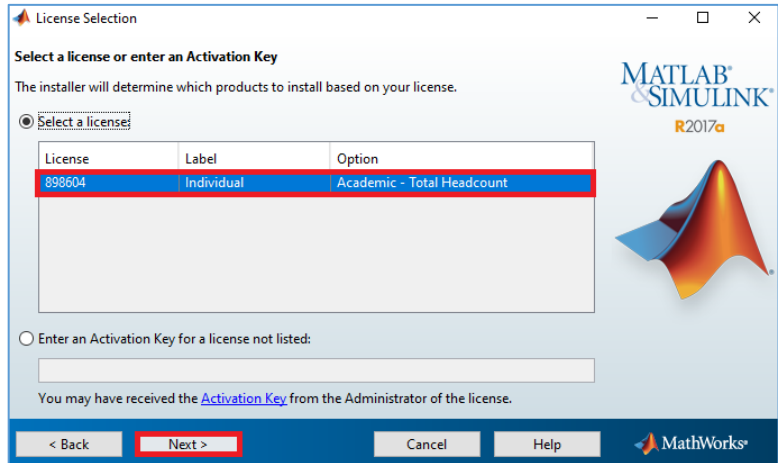 License Selection
Select a license or enter an Activation Key
The installer will determine which products to install based on your license.
MATLAB®
&SIMULINK®
R2017a
Select a license:
License Label Option
898604 Individual Academic - Total Headcount
Enter an Activation Key for a license not listed:
You may have received the Activation Key from the Administrator of the license.
< Back Next > Cancel Help MathWorks®